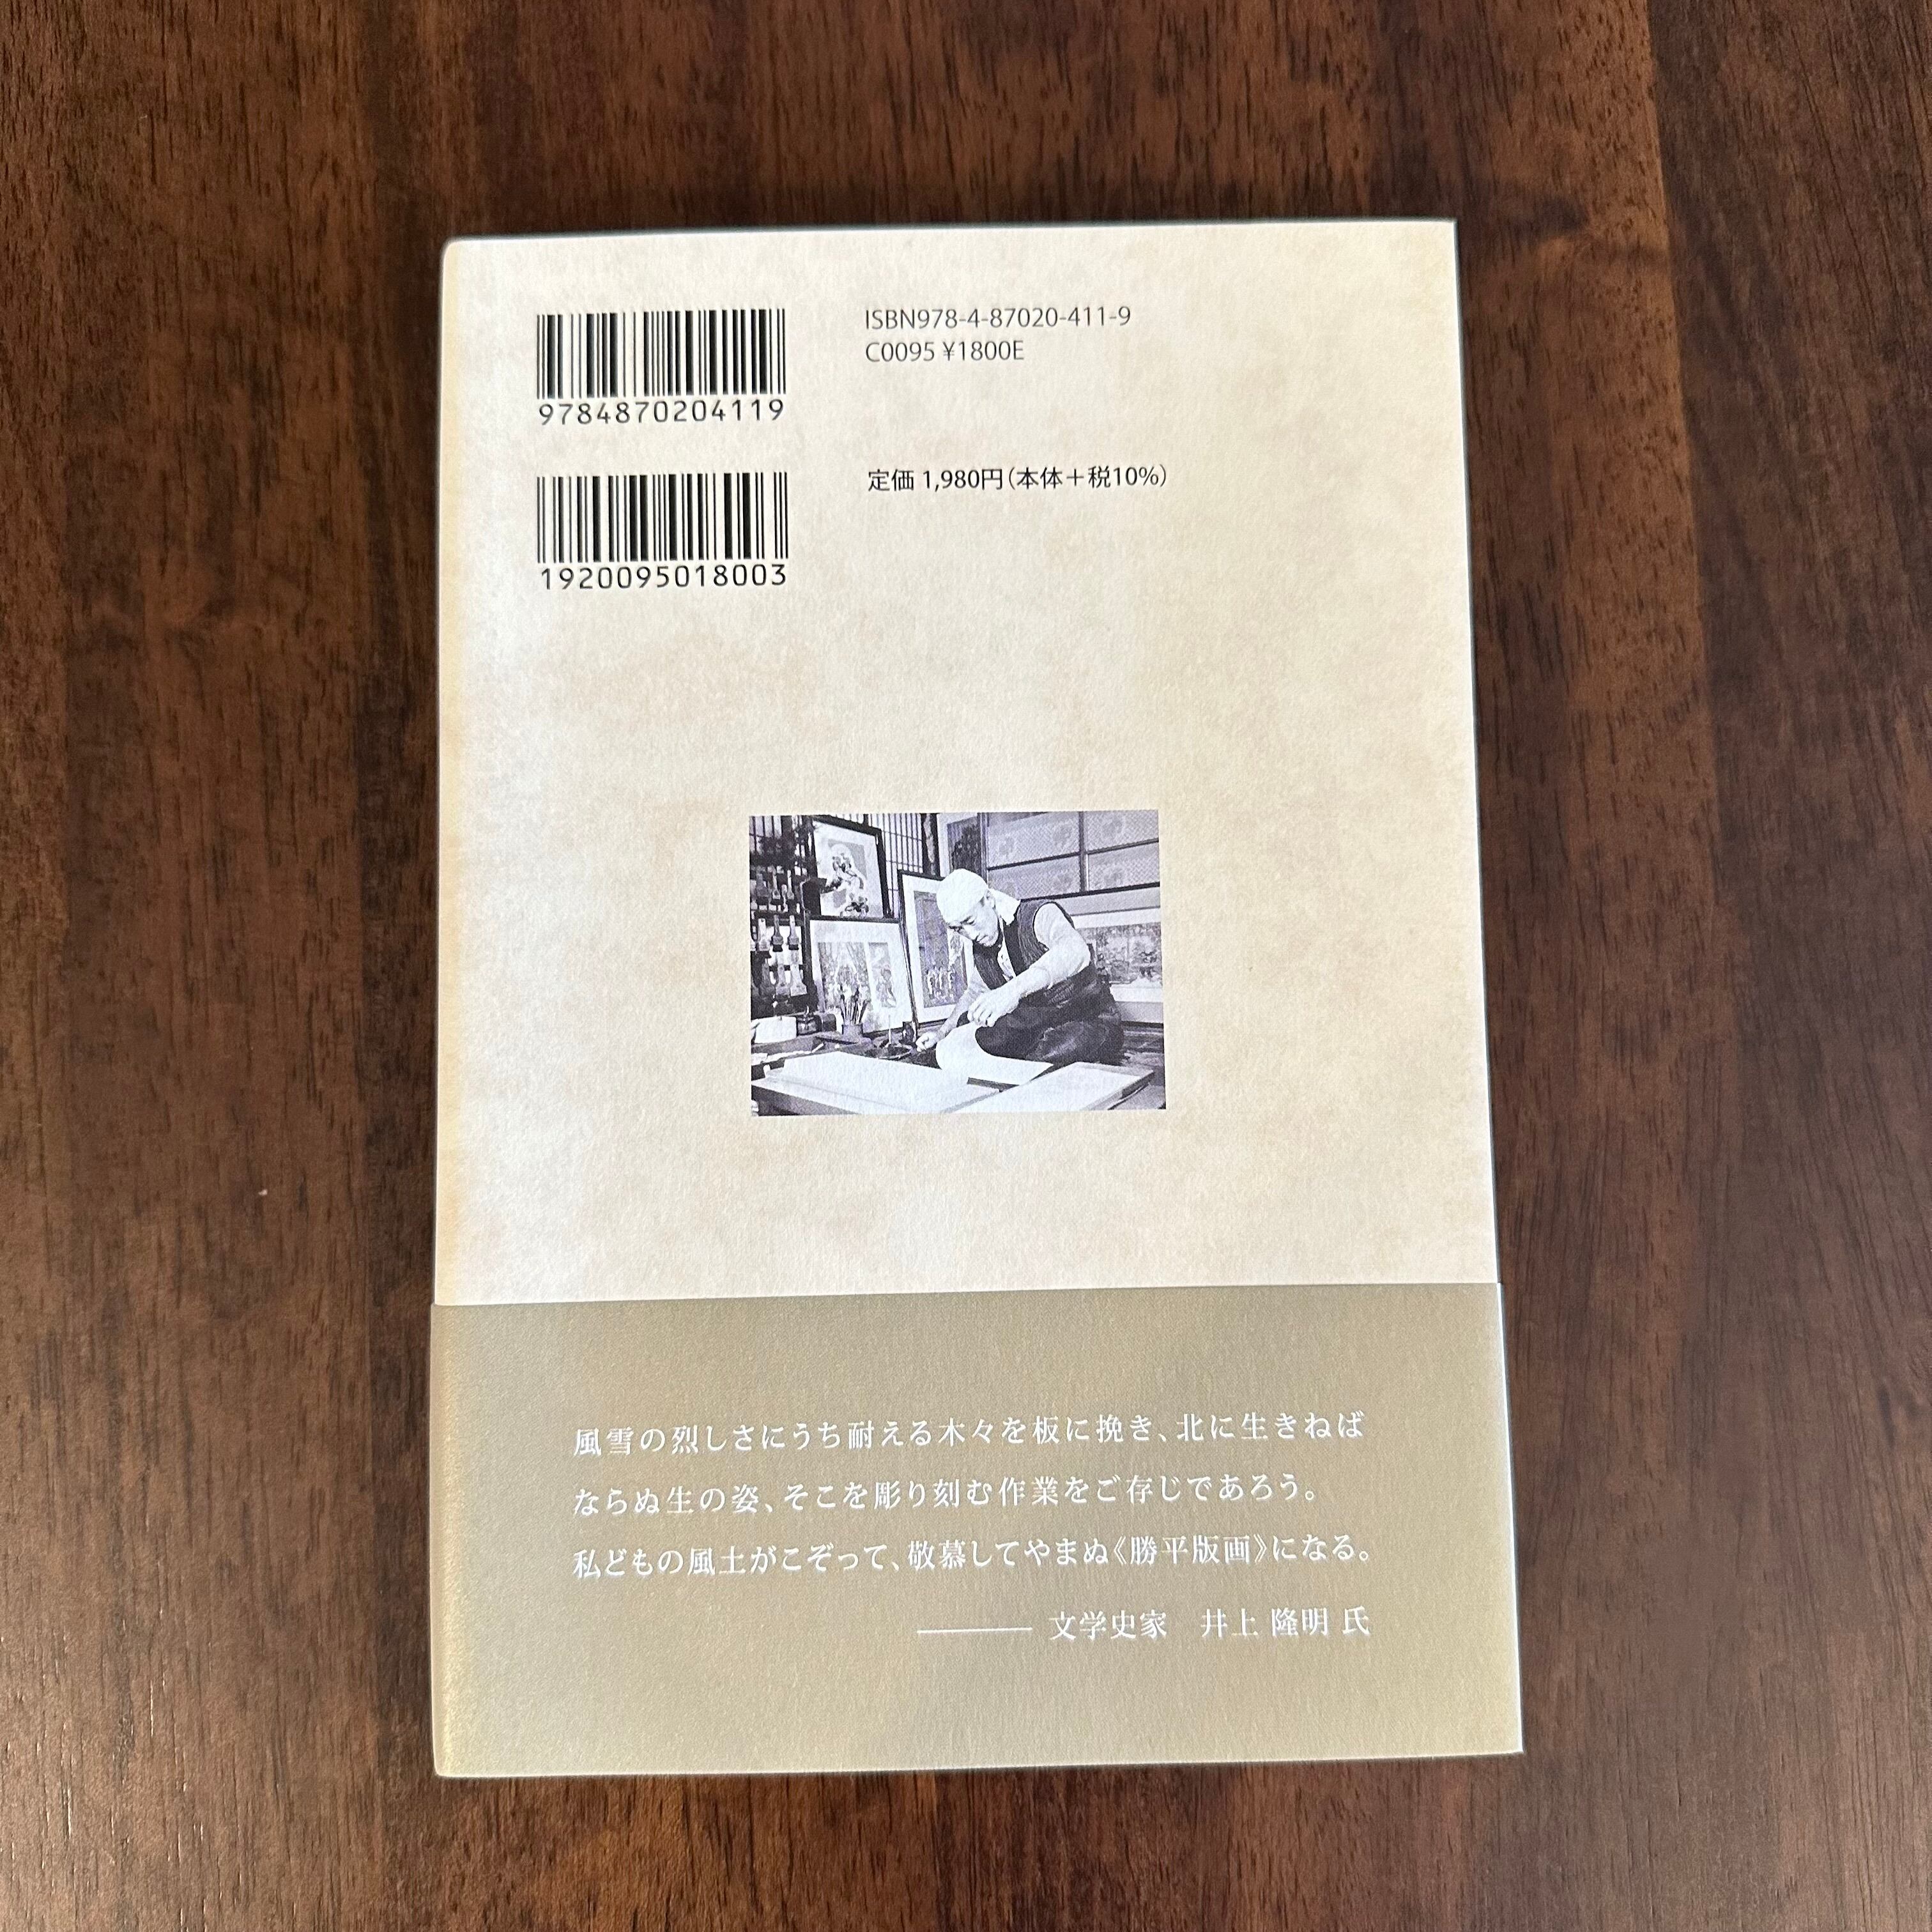 ISBN978-4-87020-411-9
C0095 ¥1800E
9784870204119
定価 1,980円(本体+税10%)
1920095018003
風雪の烈しさにうち耐える木々を板に挽き、北に生きねば
ならぬ生の姿、そこを彫り刻む作業をご存じであろう。
私どもの風土がこぞって、敬慕してやまぬ《勝平版画》になる。
――― 文学史家　井上 隆明 氏